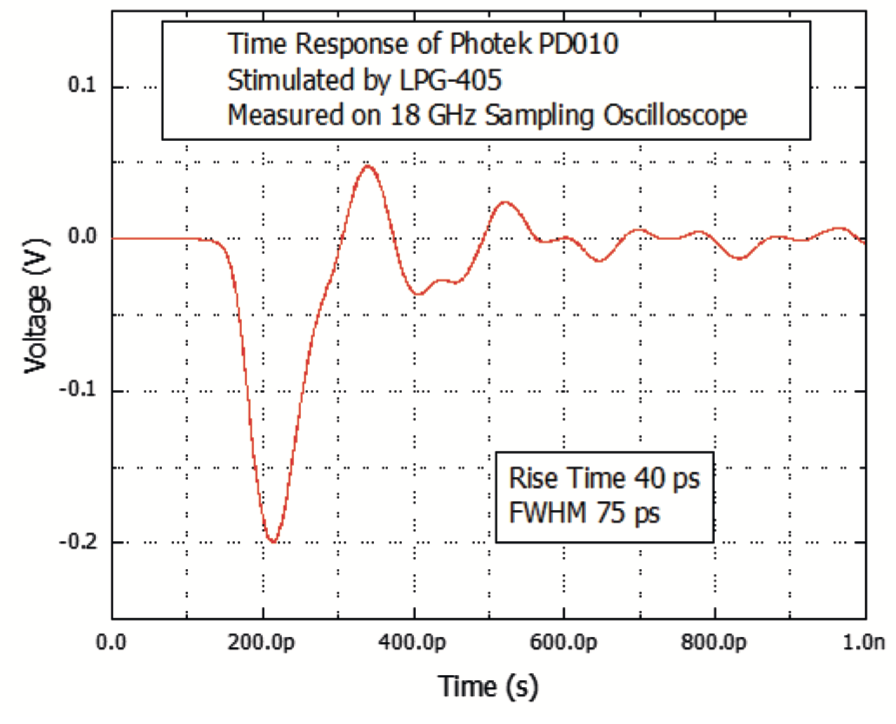 Time Response of Photek PD010
Stimulated by LPG-405
Measured on 18 GHz Sampling Oscilloscope
0.1
0.0
-0.1
-0.2
Voltage (V)
Rise Time 40 ps
FWHM 75 ps
0.0
200.0p
400.0p
600.0p
800.0p
1.0n
Time (s)